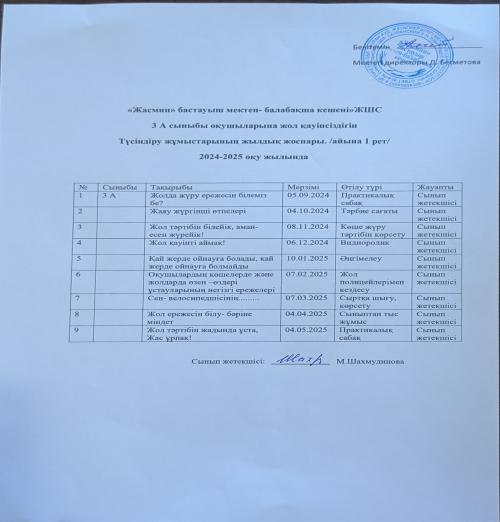 Бекітемін
Мектеп директоры Д. Бегметова
«Жасмин» бастауыш мектеп- балабақша кешені»ЖШС
3 А сыныбы оқушыларына жол қауіпсіздігін
Түсіндіру жұмыстарының жылдық жоспары. /айына 1 рет/
2024-2025 оқу жылында
№ Сыныбы Тақырыбы Мерзімі Өтілу түрі Жауапты
1 3 А Жолда жүру ережесін білеміз бе? 05.09.2024 Практикалық сабақ Сынып жетекшісі
2 Жаяу жүргінші өтпелері 04.10.2024 Тәрбие сағаты Сынып жетекшісі
3 Жол тәртібін білейік, аман-есен жүрейік! 08.11.2024 Көше жүру тәртібін көрсету Сынып жетекшісі
4 Жол қауіпті аймақ! 06.12.2024 Видиоролик Сынып жетекшісі
5 Қай жерде ойнауға болады, қай жерде ойнауға болмайды 10.01.2025 Әңгімелеу Сынып жетекшісі
6 Оқушылардың көшелерде және жолдарда өзен –өздері ұстауларының негізгі ережелері 07.02.2025 Жол полицейлерімен кездесу Сынып жетекшісі
7 Сен- велосипедшісінің......... 07.03.2025 Сыртқа шығу, көрсету Сынып жетекшісі
8 Жол ережесін білу- бәріне міндет 04.04.2025 Сыныптан тыс жұмыс Сынып жетекшісі
9 Жол тәртібін жадында ұста, Жас ұрпақ! 04.05.2025 Практикалық сабақ Сынып жетекшісі
Сынып жетекшісі: М.Шахмудинова